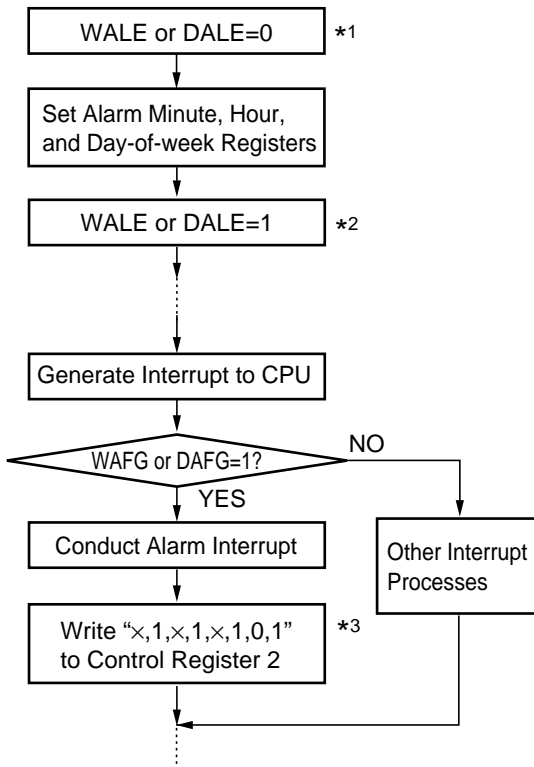 WALE or DALE=0 *1
Set Alarm Minute, Hour,
and Day-of-week Registers
WALE or DALE=1 *2
Generate Interrupt to CPU
WAFG or DAFG=1?
NO
YES
Conduct Alarm Interrupt
Other Interrupt
Processes
Write “×,1,×,1,×,1,0,1” *3
to Control Register 2